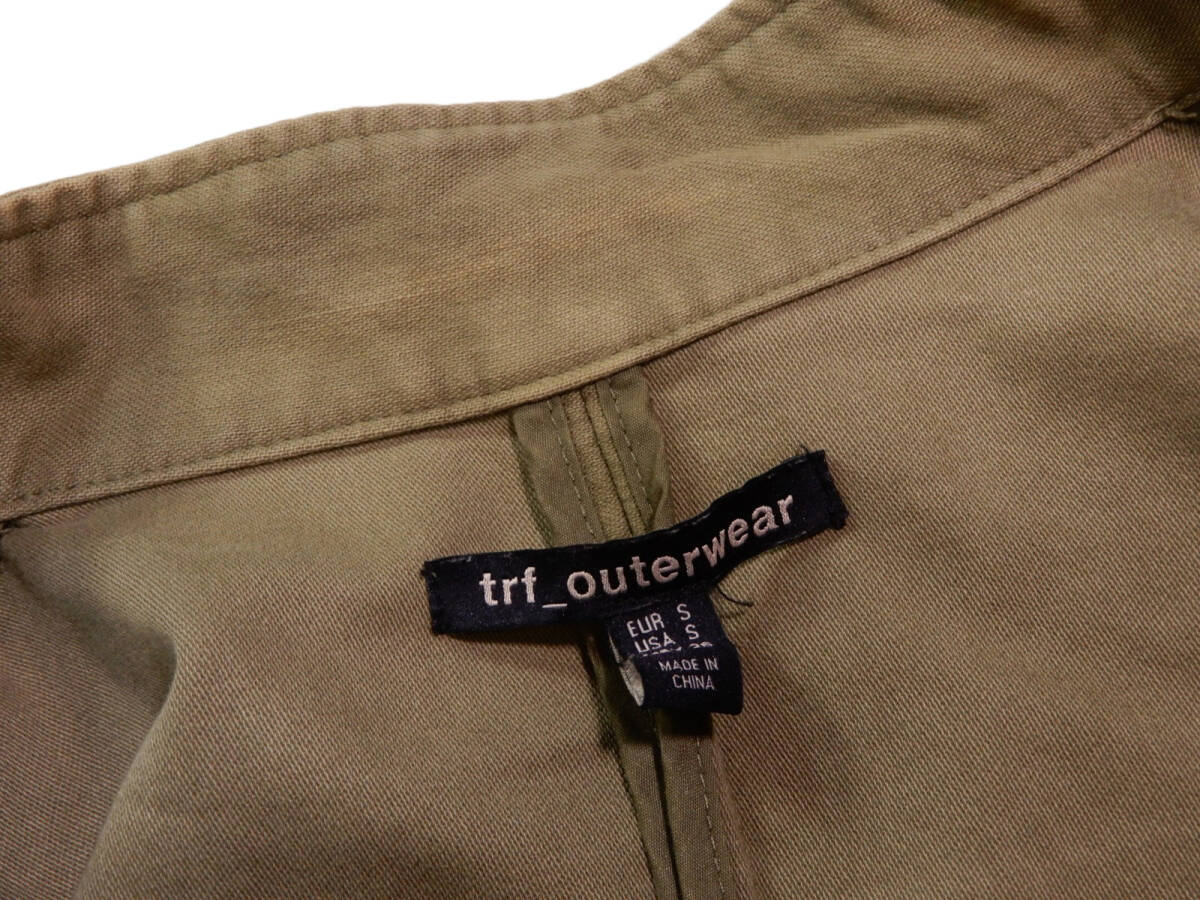 trf_outerwear
EUR S
USA S
MADE IN
CHINA